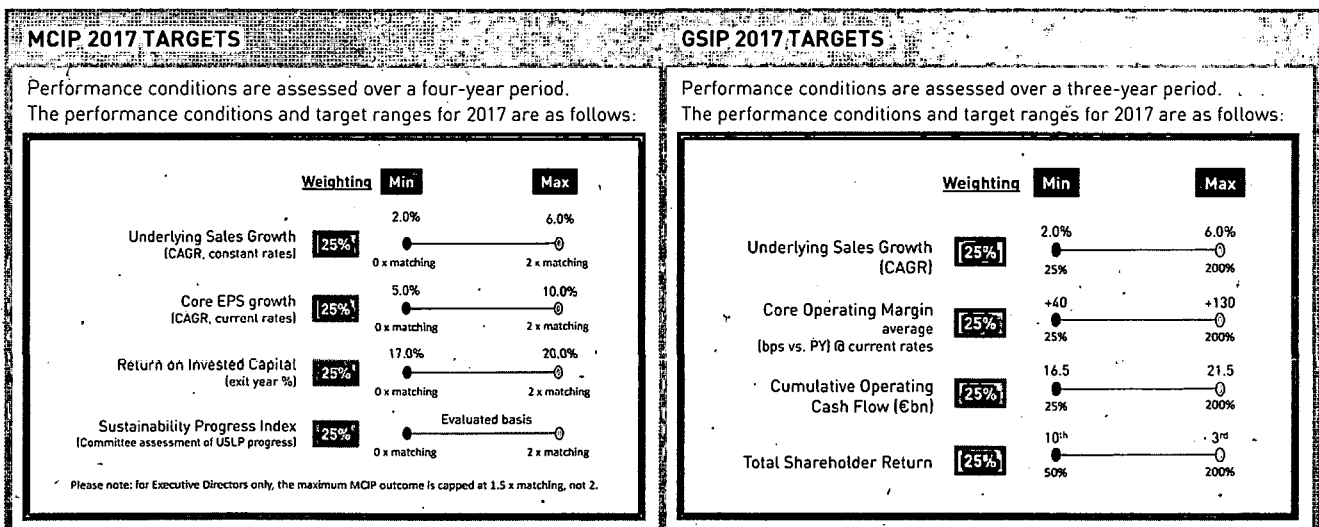 MCIP 2017 TARGETS
Performance conditions are assessed over a four-year period.
The performance conditions and target ranges for 2017 are as follows:
Weighting Min Max
2.0% 6.0%
Underlying Sales Growth 25%
(CAGR, constant rates)
0 x matching 2 x matching
5.0% 10.0%
Core EPS growth 25%
(CAGR, current rates)
0 x matching 2 x matching
17.0% 20.0%
Return on Invested Capital 25%
(exit year %)
0 x matching 2 x matching
Evaluated basis
Sustainability Progress Index 25%
(Committee assessment of USLP progress)
0 x matching 2 x matching
Please note: for Executive Directors only, the maximum MCIP outcome is capped at 1.5 x matching, not 2.
GSIP 2017 TARGETS
Performance conditions are assessed over a three-year period.
The performance conditions and target ranges for 2017 are as follows:
Weighting Min Max
2.0% 6.0%
Underlying Sales Growth 25%
(CAGR)
25% 200%
+40 +130
Core Operating Margin
average 25%
25% 200%
(bps vs. PY) @ current rates
16.5 21.5
Cumulative Operating 25%
Cash Flow (€bn)
25% 200%
10th 3rd
Total Shareholder Return 25%
50% 200%